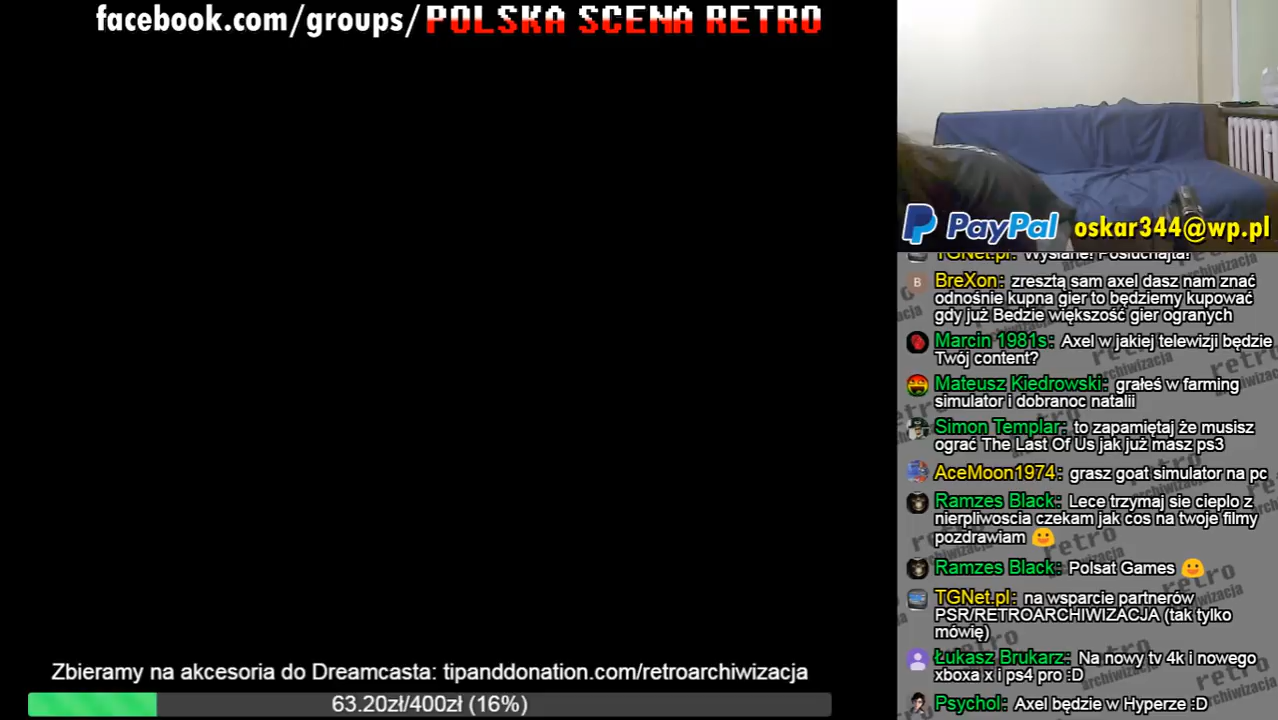 facebook.com/groups/POLSKA SCENA RETRO
PayPal oskar344@wp.pl
TGNet.pl: Wysłane! Posłuchajta!
BreXon: zresztą sam axel dasz nam znać
odnośnie kupna gier to będziemy kupować
gdy już Bedzie większość gier ogranych
Marcin 1981s: Axel w jakiej telewizji będzie
Twój content?
Mateusz Kiedrowski: grałeś w farming
simulator i dobranoc natalii
Simon Templar: to zapamiętaj że musisz
ograć The Last Of Us jak już masz ps3
AceMoon1974: grasz goat simulator na pc
Ramzes Black: Lece trzymaj sie cieplo z
nierpliwoscia czekam jak cos na twoje filmy
pozdrawiam
Ramzes Black: Polsat Games
TGNet.pl: na wsparcie partnerów
PSR/RETROARCHIWIZACJA (tak tylko
mówię)
Łukasz Brukarz: Na nowy tv 4k i nowego
xboxa x i ps4 pro :D
Psychol: Axel będzie w Hyperze :D
Zbieramy na akcesoria do Dreamcasta: tipanddonation.com/retroarchiwizacja
63.20zł/400zł (16%)